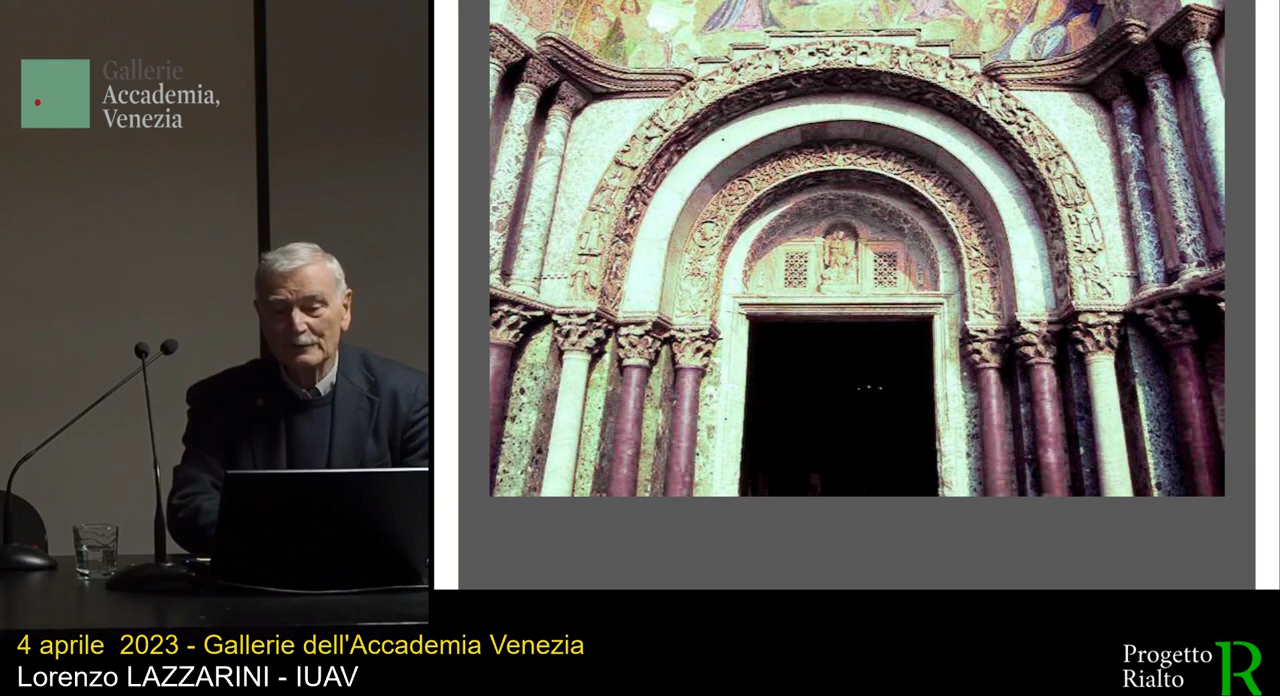 Gallerie
Accademia,
Venezia
4 aprile 2023 - Gallerie dell'Accademia Venezia
Lorenzo LAZZARINI - IUAV
Progetto
Rialto
R